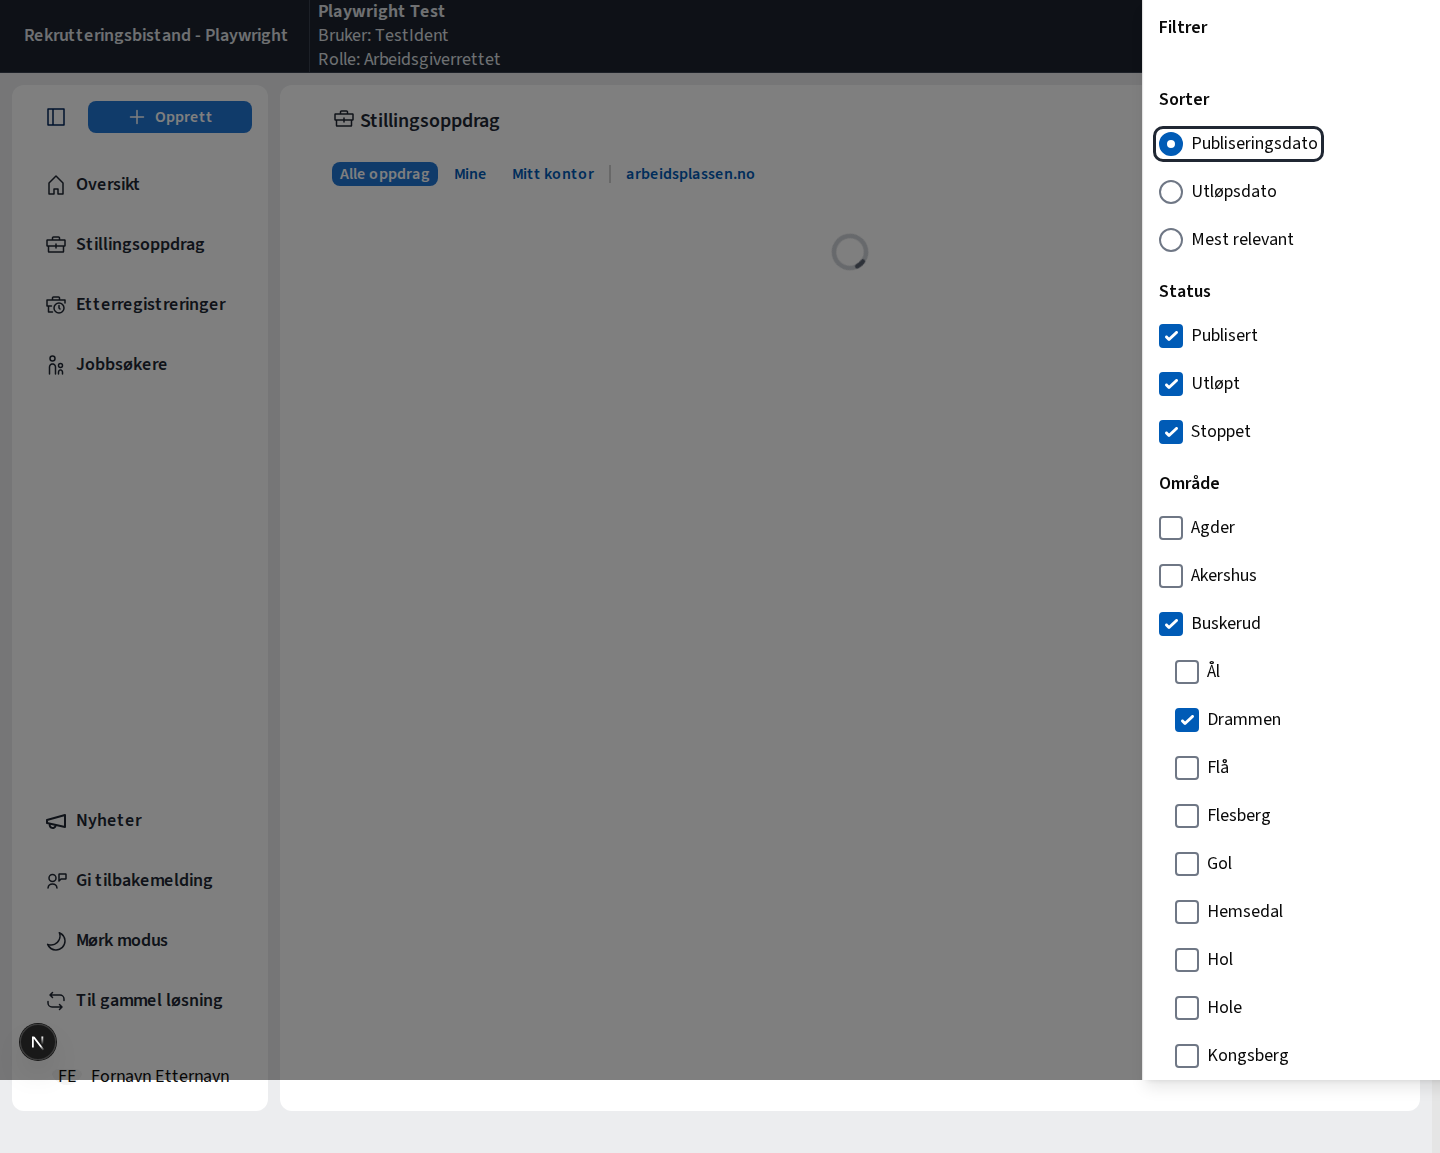 Rekrutteringsbistand - Playwright
Playwright Test
Bruker: TestIdent
Rolle: Arbeidsgiverrettet
Opprett
Oversikt
Stillingsoppdrag
Etterregistreringer
Jobbsøkere
Nyheter
Gi tilbakemelding
Mørk modus
Til gammel løsning
N
FE Fornavn Etternavn
Stillingsoppdrag
Alle oppdrag Mine Mitt kontor arbeidsplassen.no
Filtrer
Sorter
Publiseringsdato
Utløpsdato
Mest relevant
Status
Publisert
Utløpt
Stoppet
Område
Agder
Akershus
Buskerud
Ål
Drammen
Flå
Flesberg
Gol
Hemsedal
Hol
Hole
Kongsberg